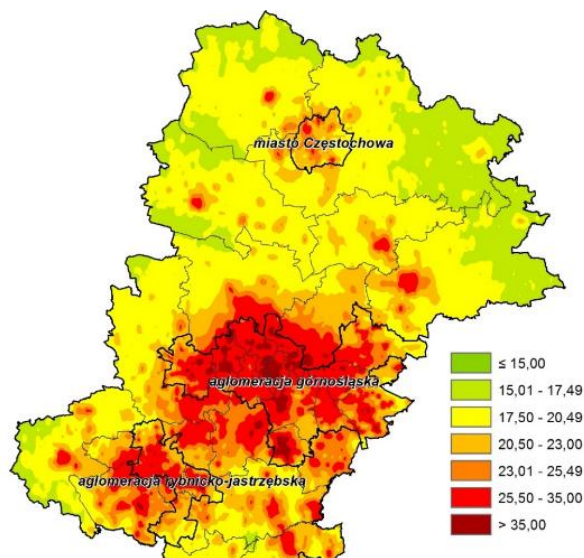 miasto Częstochowa
aglomeracja górnośląska
aglomeracja rybnicko-jastrzębska
≤ 15,00
15,01 - 17,49
17,50 - 20,49
20,50 - 23,00
23,01 - 25,49
25,50 - 35,00
> 35,00